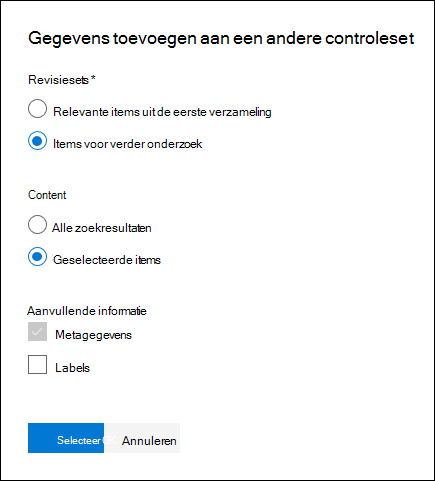 Gegevens toevoegen aan een andere controleset
Revisiesets *
Relevante items uit de eerste verzameling
Items voor verder onderzoek
Content
Alle zoekresultaten
Geselecteerde items
Aanvullende informatie
Metagegevens
Labels
Selecteer
Annuleren